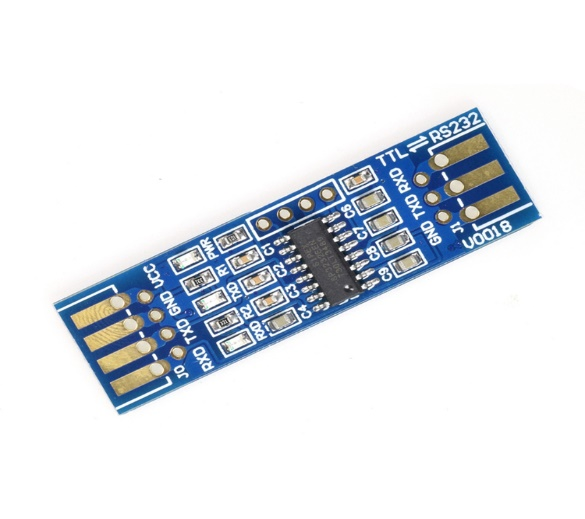 TTL⇌RS232
RXD
TXD
GND
J1
V0018
C6
C7
C8
C9
PWR
R1
TXD
R2
RXD
C1
C2
C3
C4
VCC
GND
TXD
RXD
J0